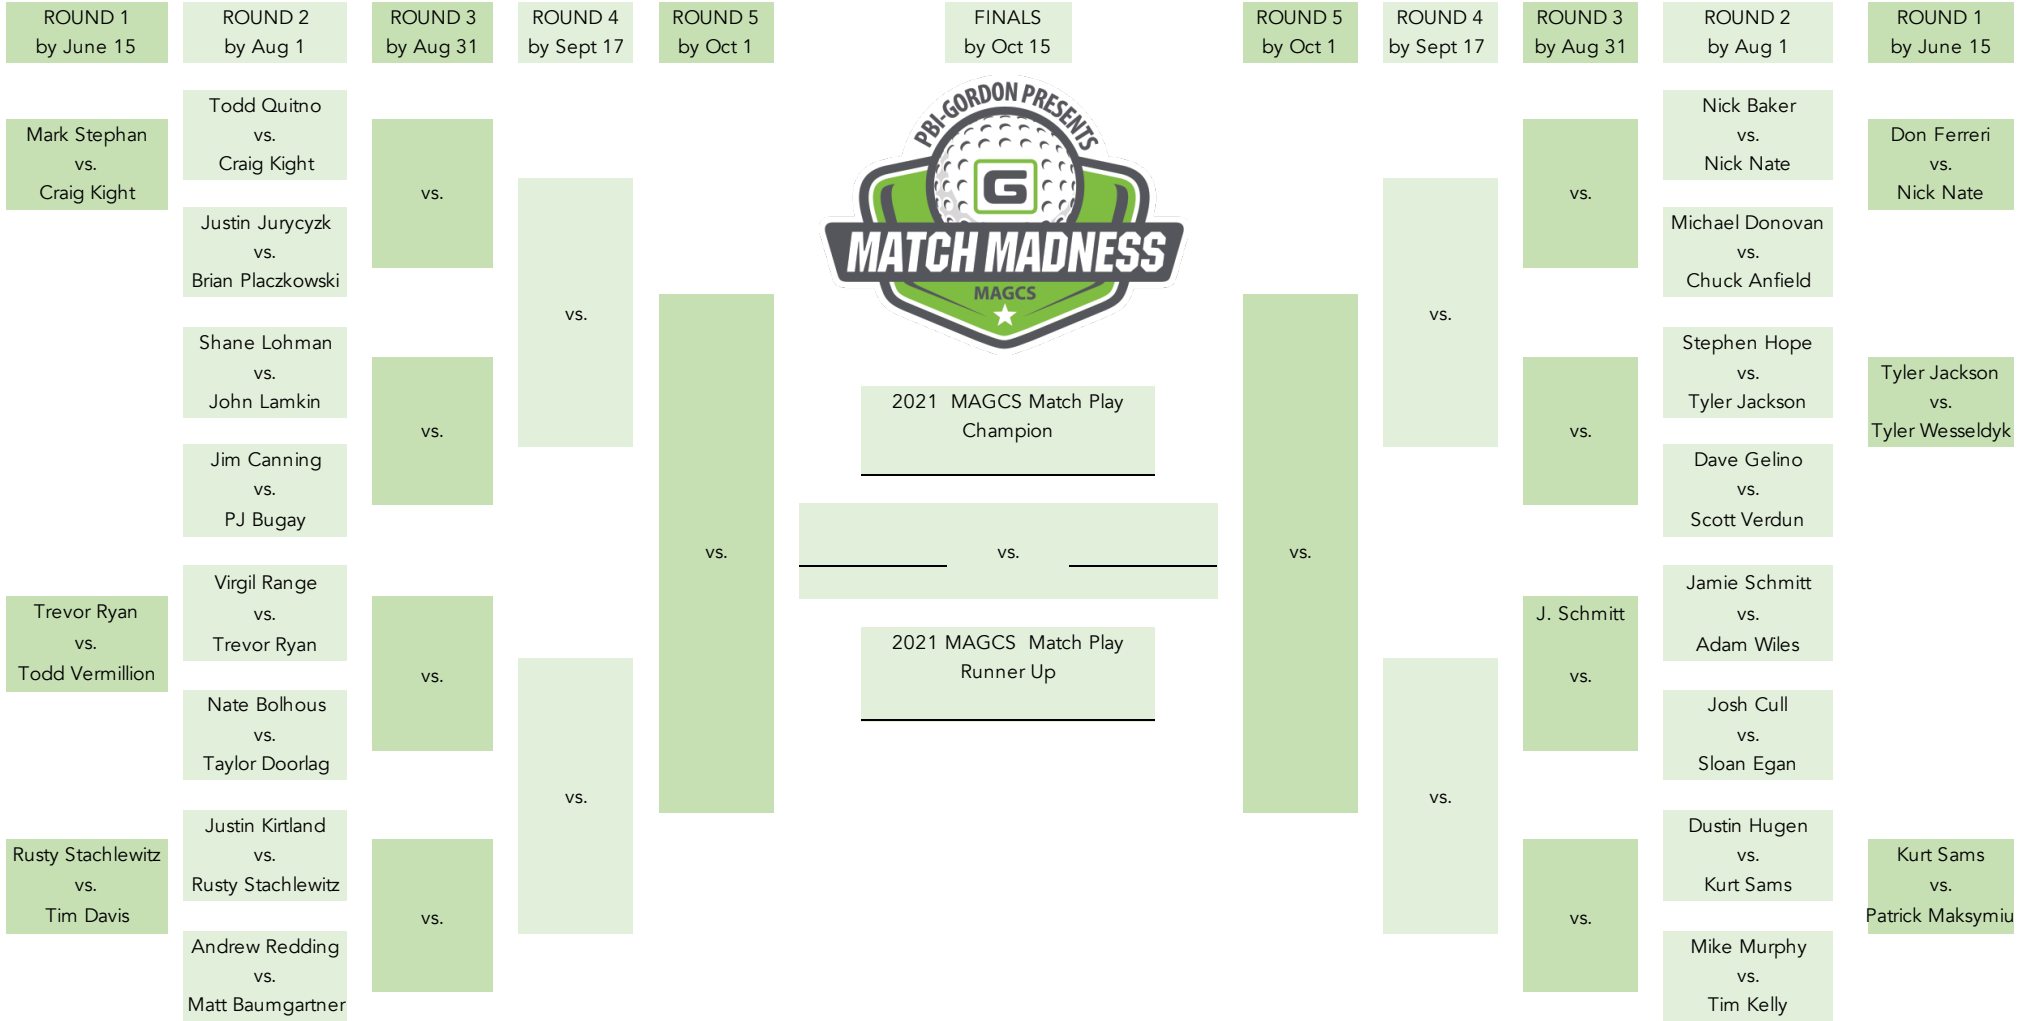 ROUND 1
by June 15
ROUND 2
by Aug 1
ROUND 3
by Aug 31
ROUND 4
by Sept 17
ROUND 5
by Oct 1
FINALS
by Oct 15
ROUND 5
by Oct 1
ROUND 4
by Sept 17
ROUND 3
by Aug 31
ROUND 2
by Aug 1
ROUND 1
by June 15
Mark Stephan
vs.
Craig Kight
Trevor Ryan
vs.
Todd Vermillion
Rusty Stachlewitz
vs.
Tim Davis
Todd Quitno
vs.
Craig Kight
Justin Jurycyzk
vs.
Brian Placzkowski
Shane Lohman
vs.
John Lamkin
Jim Canning
vs.
PJ Bugay
Virgil Range
vs.
Trevor Ryan
Nate Bolhous
vs.
Taylor Doorlag
Justin Kirtland
vs.
Rusty Stachlewitz
Andrew Redding
vs.
Matt Baumgartner
vs.
vs.
vs.
vs.
vs.
vs.
vs.
PBI-GORDON PRESENTS
G
MATCH MADNESS
MAGCS
2021 MAGCS Match Play
Champion
vs.
2021 MAGCS Match Play
Runner Up
vs.
vs.
vs.
vs.
vs.
J. Schmitt
vs.
vs.
Nick Baker
vs.
Nick Nate
Michael Donovan
vs.
Chuck Anfield
Stephen Hope
vs.
Tyler Jackson
Dave Gelino
vs.
Scott Verdun
Jamie Schmitt
vs.
Adam Wiles
Josh Cull
vs.
Sloan Egan
Dustin Hugen
vs.
Kurt Sams
Mike Murphy
vs.
Tim Kelly
Don Ferreri
vs.
Nick Nate
Tyler Jackson
vs.
Tyler Wesseldyk
Kurt Sams
vs.
Patrick Maksymiu